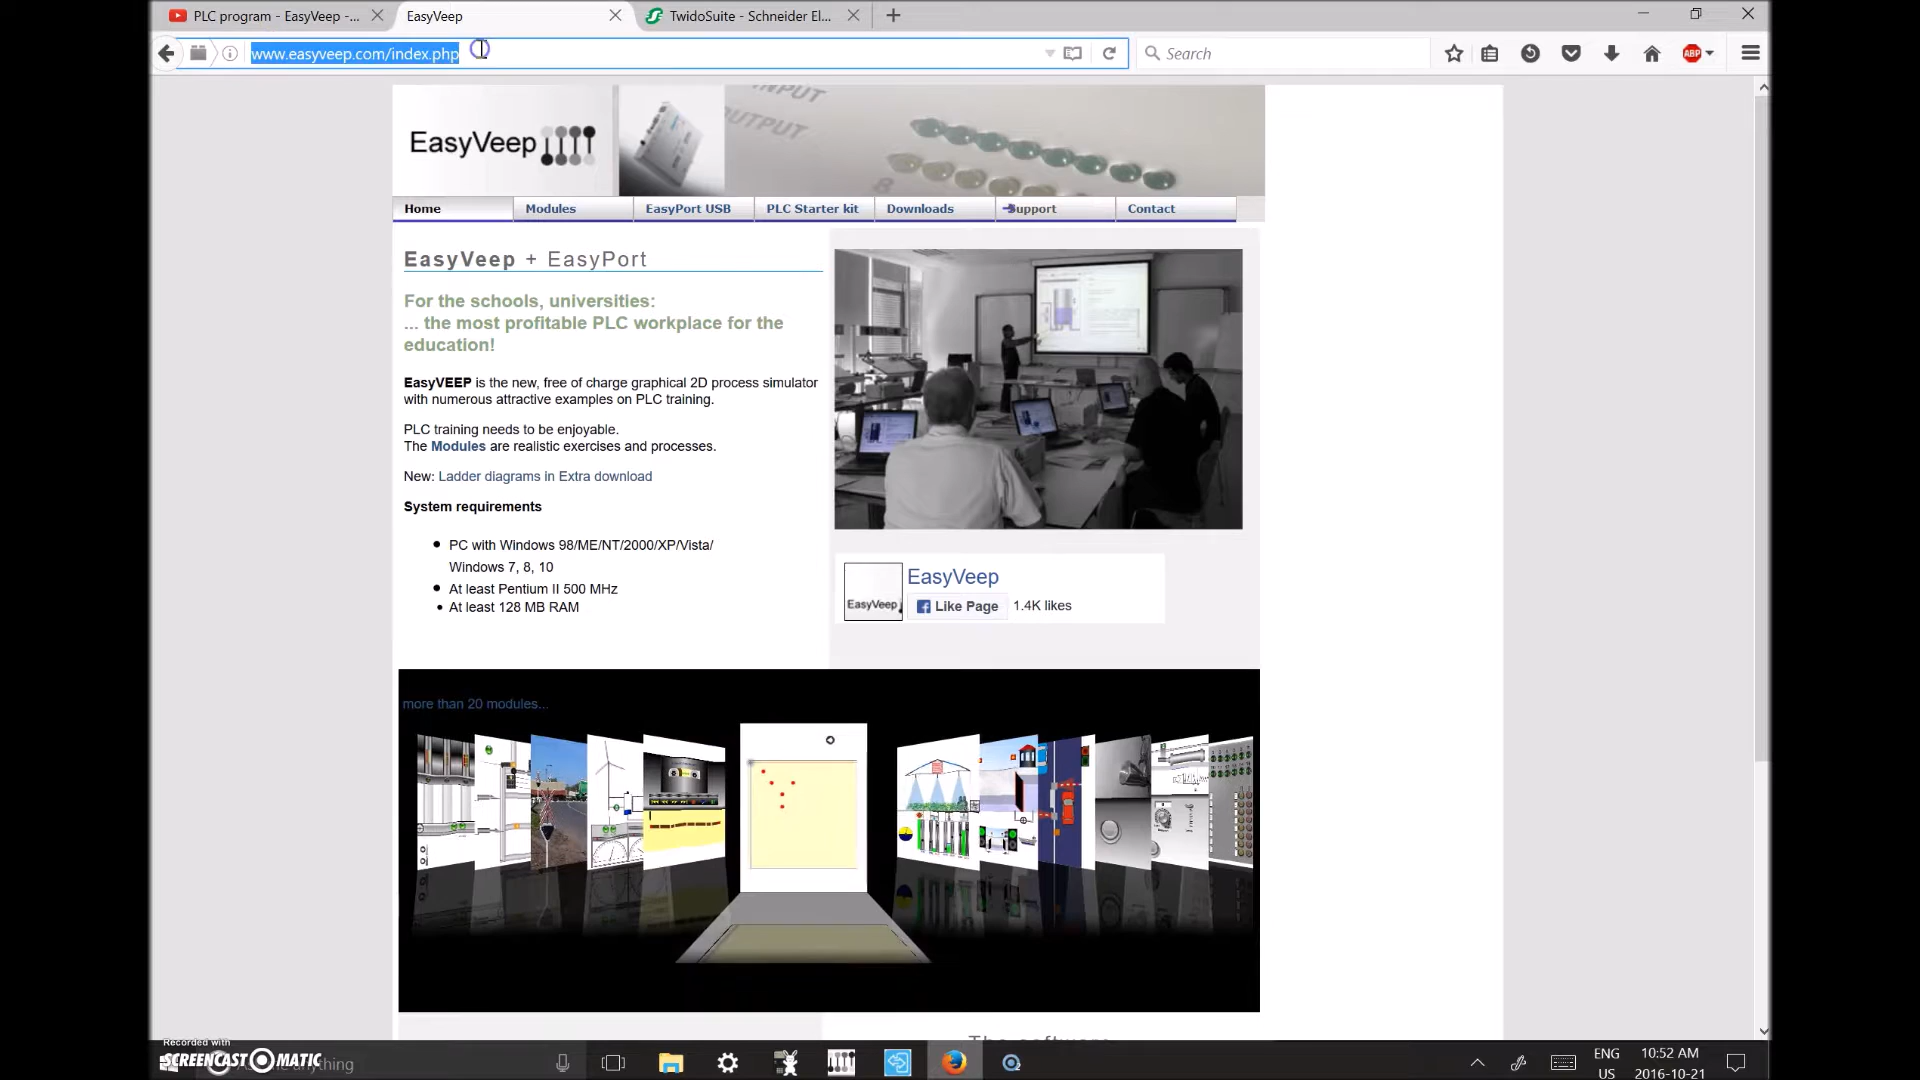 PLC program - EasyVeep -...
EasyVeep
TwidoSuite - Schneider El...
www.easyveep.com/index.php
Search
ABP
EasyVeep
INPUT
OUTPUT
8
Home
Modules
EasyPort USB
PLC Starter kit
Downloads
Support
Contact
EasyVeep + EasyPort
For the schools, universities:
... the most profitable PLC workplace for the
education!
EasyVEEP is the new, free of charge graphical 2D process simulator
with numerous attractive examples on PLC training.
PLC training needs to be enjoyable.
The Modules are realistic exercises and processes.
New: Ladder diagrams in Extra download
System requirements
PC with Windows 98/ME/NT/2000/XP/Vista/
Windows 7, 8, 10
At least Pentium II 500 MHz
At least 128 MB RAM
EasyVeep
EasyVeep
Like Page
1.4K likes
more than 20 modules...
The software
Recorded with
SCREENCAST-O-MATIC
anything
ENG
US
10:52 AM
2016-10-21